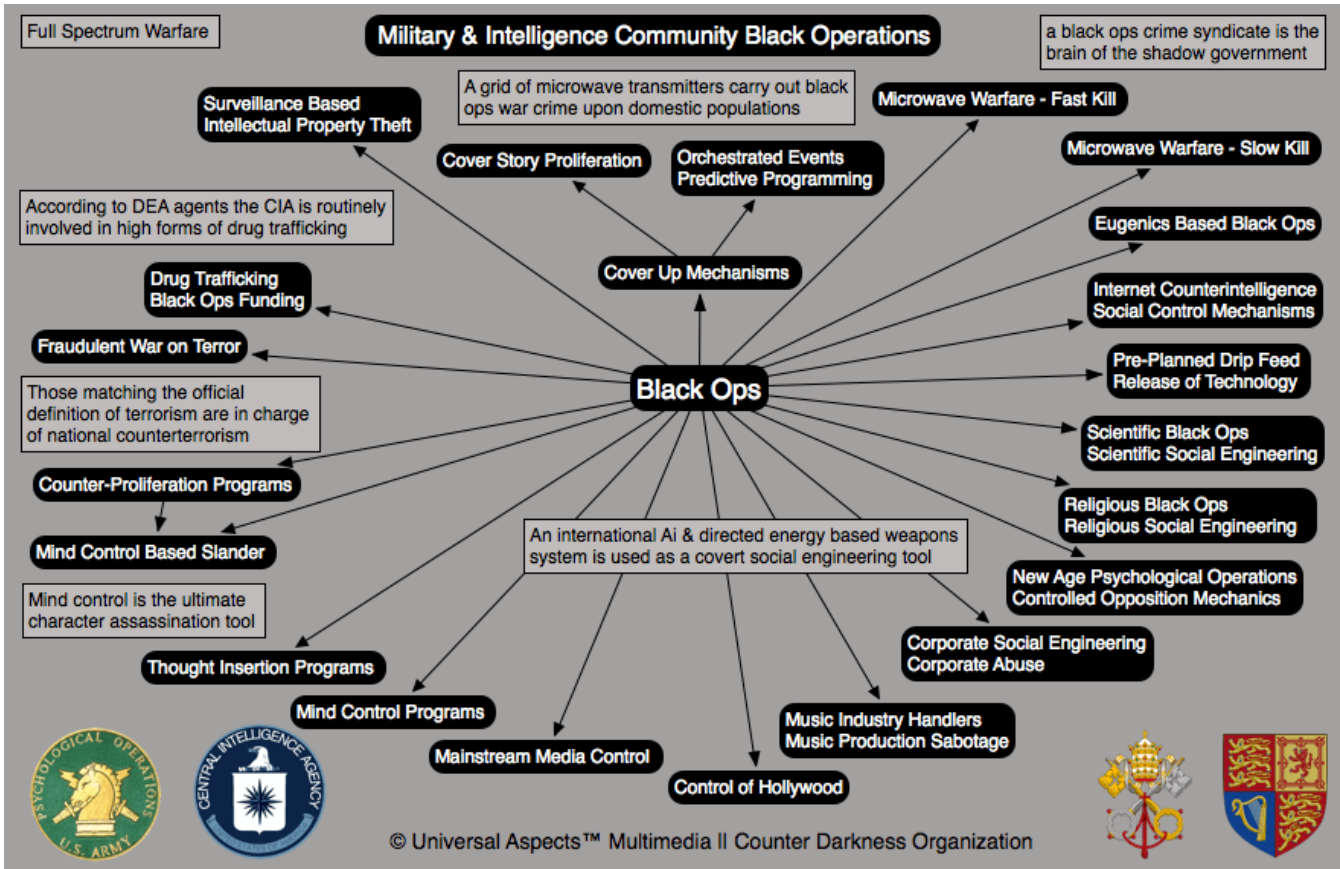 Full Spectrum Warfare
Military & Intelligence Community Black Operations
a black ops crime syndicate is the
brain of the shadow government
Surveillance Based
Intellectual Property Theft
A grid of microwave transmitters carry out black
ops war crime upon domestic populations
Microwave Warfare - Fast Kill
Cover Story Proliferation
Orchestrated Events
Predictive Programming
Microwave Warfare - Slow Kill
According to DEA agents the CIA is routinely
involved in high forms of drug trafficking
Eugenics Based Black Ops
Cover Up Mechanisms
Drug Trafficking
Black Ops Funding
Internet Counterintelligence
Social Control Mechanisms
Fraudulent War on Terror
Pre-Planned Drip Feed
Release of Technology
Black Ops
Those matching the official
definition of terrorism are in charge
of national counterterrorism
Scientific Black Ops
Scientific Social Engineering
Counter-Proliferation Programs
Religious Black Ops
Religious Social Engineering
Mind Control Based Slander
An international Ai & directed energy based weapons
system is used as a covert social engineering tool
New Age Psychological Operations
Controlled Opposition Mechanics
Mind control is the ultimate
character assassination tool
Corporate Social Engineering
Corporate Abuse
Thought Insertion Programs
Mind Control Programs
Music Industry Handlers
Music Production Sabotage
Mainstream Media Control
Control of Hollywood
PSYCHOLOGICAL OPERATIONS
U.S. ARMY
CENTRAL INTELLIGENCE AGENCY
© Universal Aspects™ Multimedia II Counter Darkness Organization